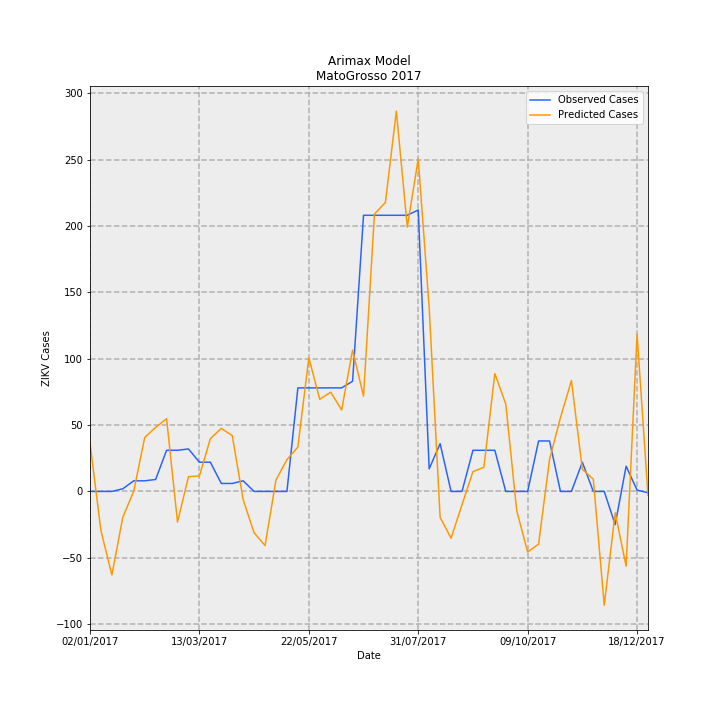 Arimax Model
MatoGrosso 2017
Observed Cases
Predicted Cases
300
250
200
150
100
50
0
−50
−100
ZIKV Cases
02/01/2017 13/03/2017 22/05/2017 31/07/2017 09/10/2017 18/12/2017
Date